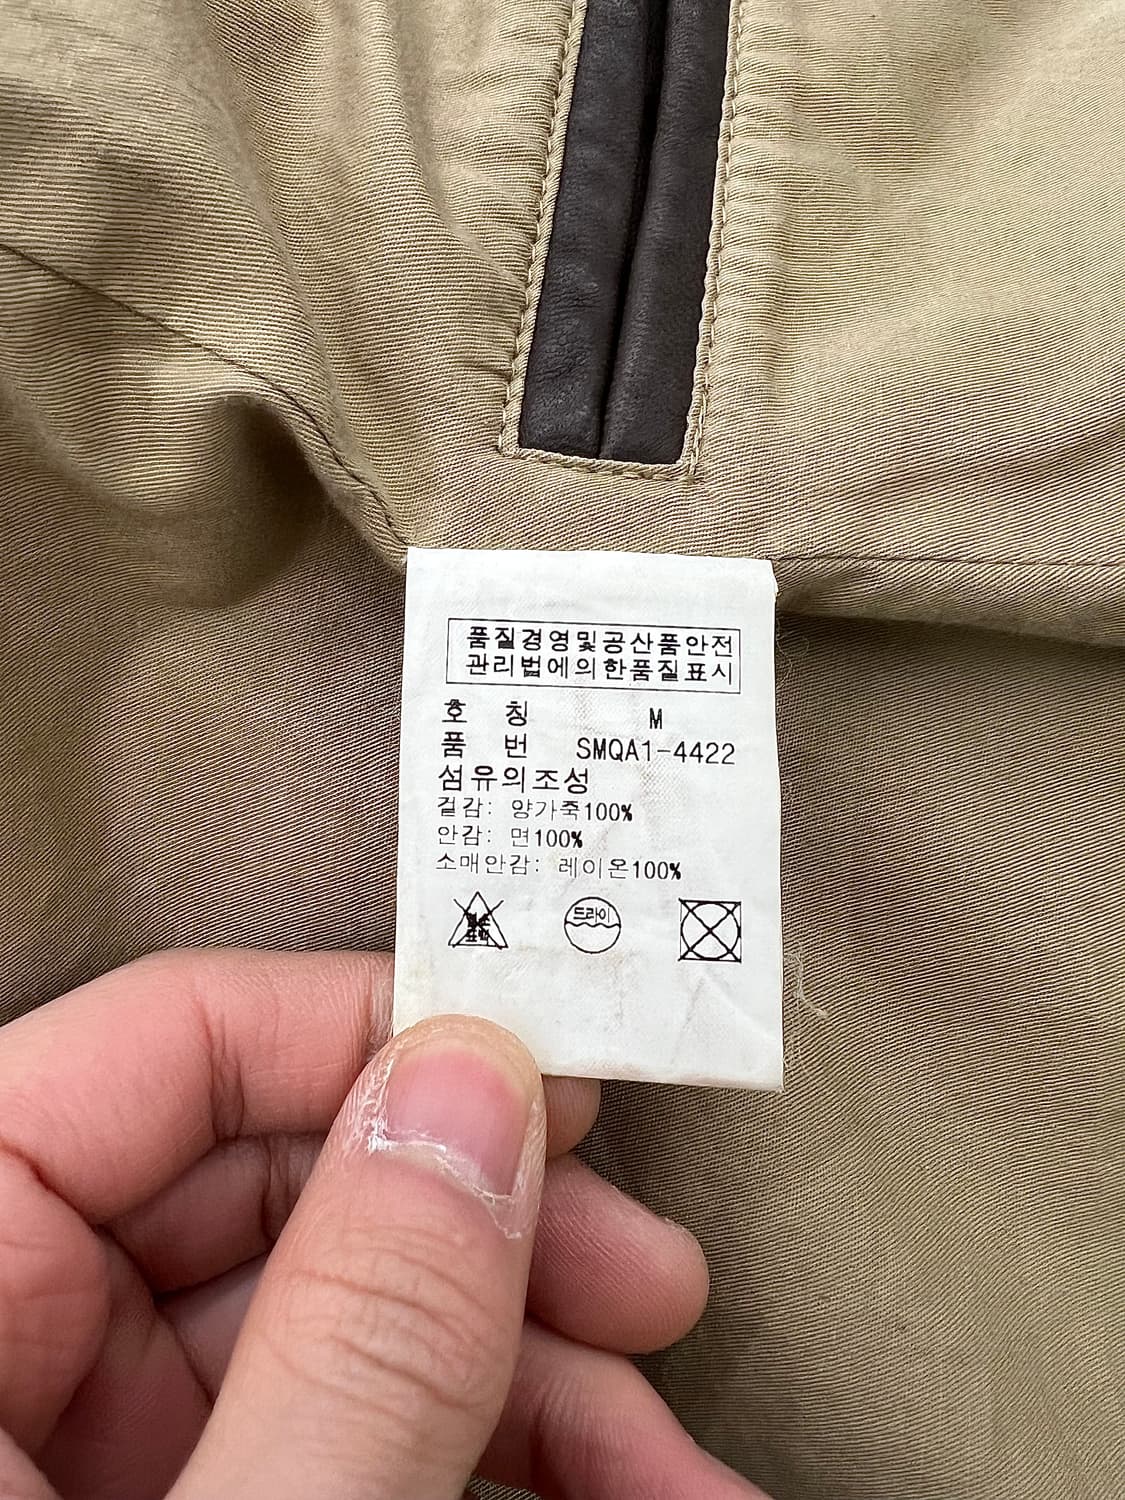 품질경영및공산품안전
관리법에의한품질표시
호 칭 M
품 번 SMQA1-4422
섬유의조성
겉감: 양가죽100%
안감: 면100%
소매안감: 레이온100%
드라이